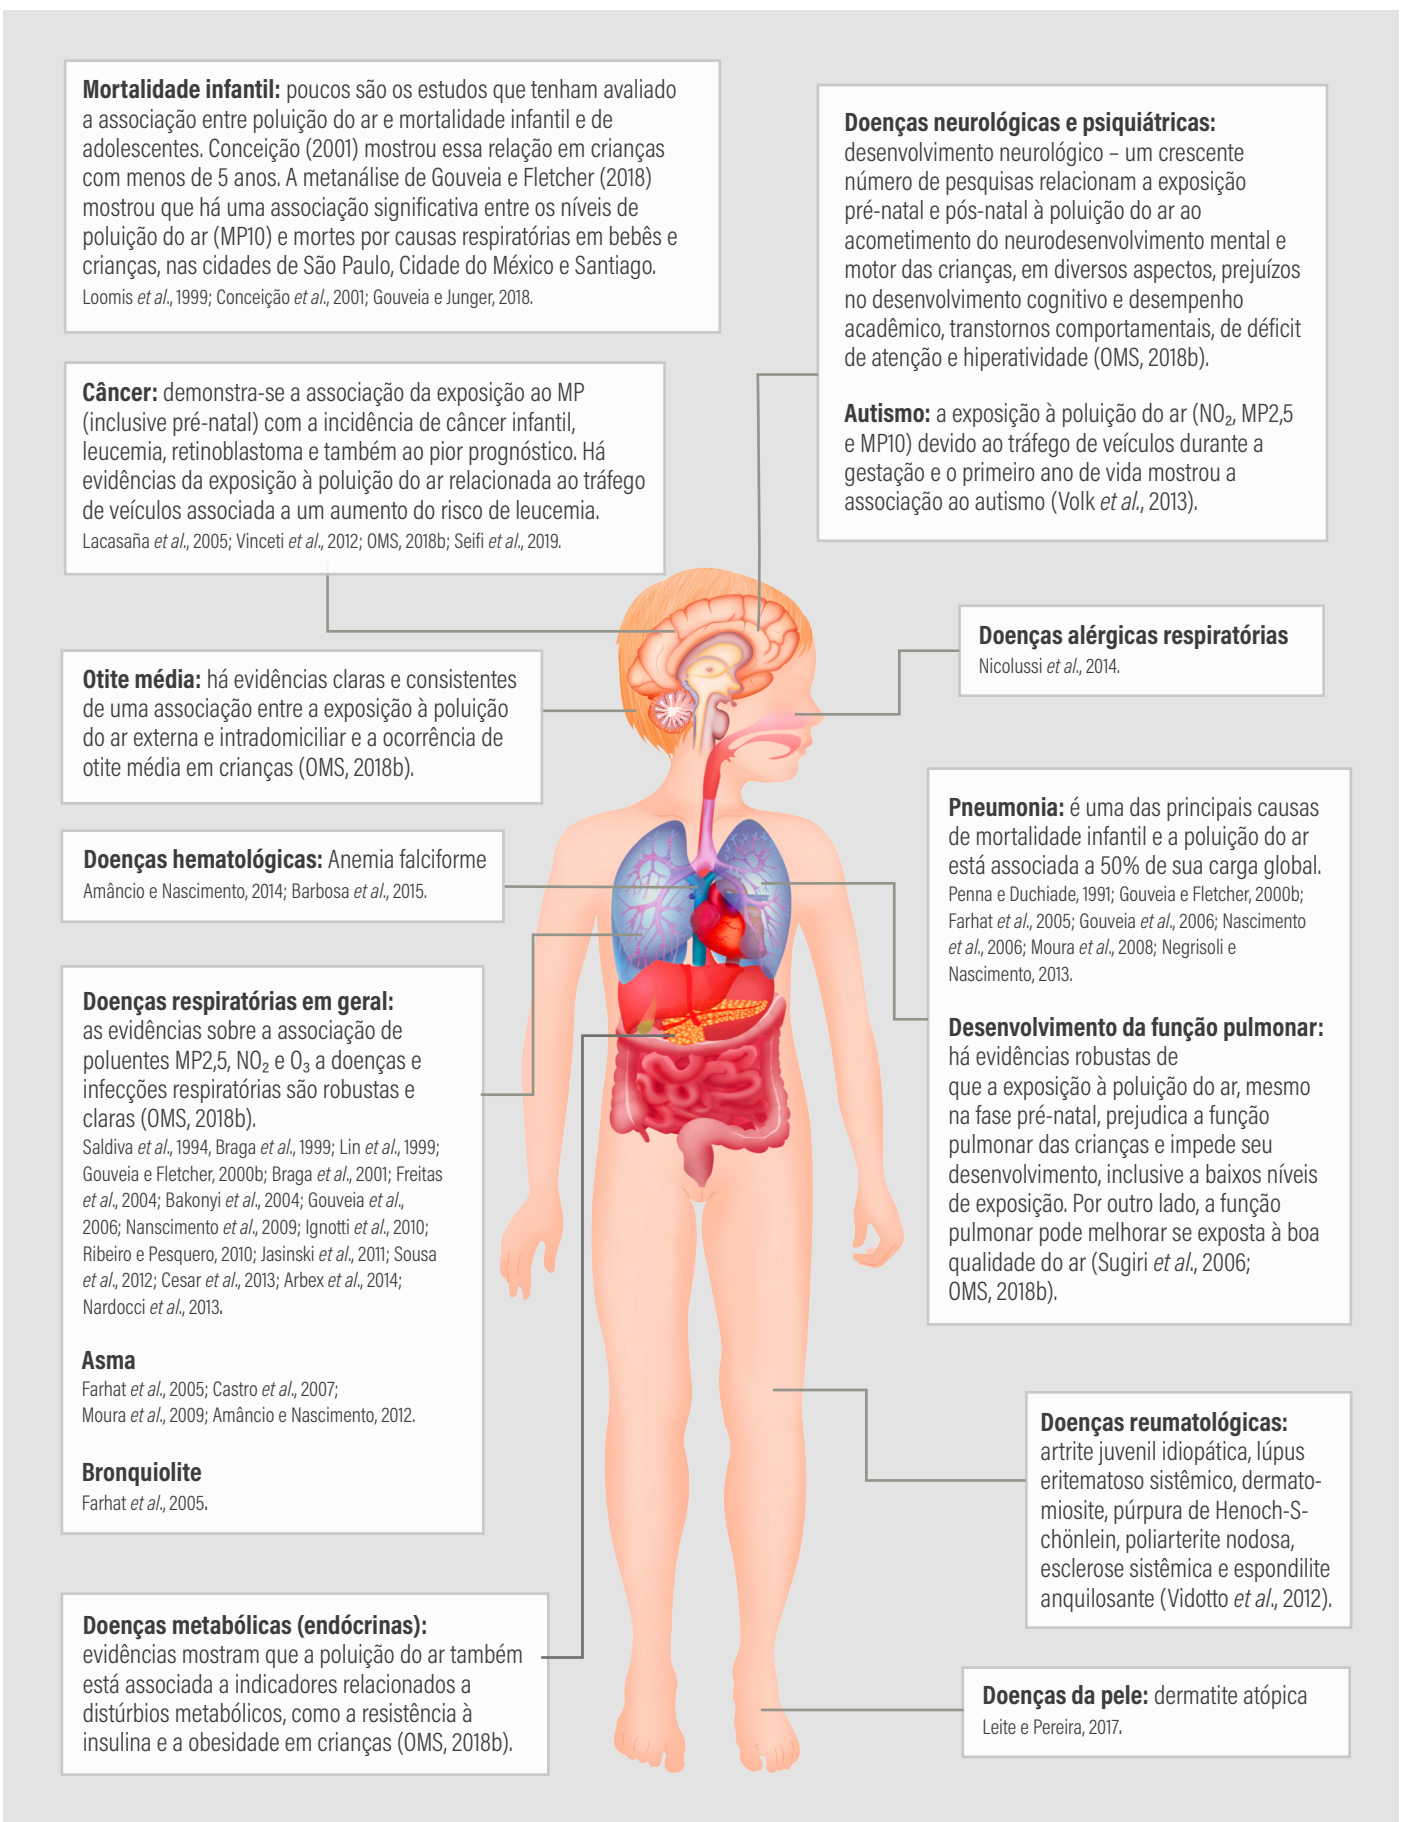 Mortalidade infantil: poucos são os estudos que tenham avaliado
a associação entre poluição do ar e mortalidade infantil e de
adolescentes. Conceição (2001) mostrou essa relação em crianças
com menos de 5 anos. A metanálise de Gouveia e Fletcher (2018)
mostrou que há uma associação significativa entre os níveis de
poluição do ar (MP10) e mortes por causas respiratórias em bebês e
crianças, nas cidades de São Paulo, Cidade do México e Santiago.
Loomis et al., 1999; Conceição et al., 2001; Gouveia e Junger, 2018.
Câncer: demonstra-se a associação da exposição ao MP
(inclusive pré-natal) com a incidência de câncer infantil,
leucemia, retinoblastoma e também ao pior prognóstico. Há
evidências da exposição à poluição do ar relacionada ao tráfego
de veículos associada a um aumento do risco de leucemia.
Lacasaña et al., 2005; Vinceti et al., 2012; OMS, 2018b; Seifi et al., 2019.
Otite média: há evidências claras e consistentes
de uma associação entre a exposição à poluição
do ar externa e intradomiciliar e a ocorrência de
otite média em crianças (OMS, 2018b).
Doenças hematológicas: Anemia falciforme
Amâncio e Nascimento, 2014; Barbosa et al., 2015.
Doenças respiratórias em geral:
as evidências sobre a associação de
poluentes MP2,5, NO₂ e O₃ a doenças e
infecções respiratórias são robustas e
claras (OMS, 2018b).
Saldiva et al., 1994, Braga et al., 1999; Lin et al., 1999;
Gouveia e Fletcher, 2000b; Braga et al., 2001; Freitas
et al., 2004; Bakonyi et al., 2004; Gouveia et al.,
2006; Nanscimento et al., 2009; Ignotti et al., 2010;
Ribeiro e Pesquero, 2010; Jasinski et al., 2011; Sousa
et al., 2012; Cesar et al., 2013; Arbex et al., 2014;
Nardocci et al., 2013.
Asma
Farhat et al., 2005; Castro et al., 2007;
Moura et al., 2009; Amâncio e Nascimento, 2012.
Bronquiolite
Farhat et al., 2005.
Doenças metabólicas (endócrinas):
evidências mostram que a poluição do ar também
está associada a indicadores relacionados a
distúrbios metabólicos, como a resistência à
insulina e a obesidade em crianças (OMS, 2018b).
Doenças neurológicas e psiquiátricas:
desenvolvimento neurológico – um crescente
número de pesquisas relacionam a exposição
pré-natal e pós-natal à poluição do ar ao
acometimento do neurodesenvolvimento mental e
motor das crianças, em diversos aspectos, prejuízos
no desenvolvimento cognitivo e desempenho
acadêmico, transtornos comportamentais, de déficit
de atenção e hiperatividade (OMS, 2018b).
Autismo: a exposição à poluição do ar (NO₂, MP2,5
e MP10) devido ao tráfego de veículos durante a
gestação e o primeiro ano de vida mostrou a
associação ao autismo (Volk et al., 2013).
Doenças alérgicas respiratórias
Nicolussi et al., 2014.
Pneumonia: é uma das principais causas
de mortalidade infantil e a poluição do ar
está associada a 50% de sua carga global.
Penna e Duchiade, 1991; Gouveia e Fletcher, 2000b;
Farhat et al., 2005; Gouveia et al., 2006; Nascimento
et al., 2006; Moura et al., 2008; Negrisoli e
Nascimento, 2013.
Desenvolvimento da função pulmonar:
há evidências robustas de
que a exposição à poluição do ar, mesmo
na fase pré-natal, prejudica a função
pulmonar das crianças e impede seu
desenvolvimento, inclusive a baixos níveis
de exposição. Por outro lado, a função
pulmonar pode melhorar se exposta à boa
qualidade do ar (Sugiri et al., 2006;
OMS, 2018b).
Doenças reumatológicas:
artrite juvenil idiopática, lúpus
eritematoso sistêmico, dermato-
miosite, púrpura de Henoch-S-
chönlein, poliarterite nodosa,
esclerose sistêmica e espondilite
anquilosante (Vidotto et al., 2012).
Doenças da pele: dermatite atópica
Leite e Pereira, 2017.